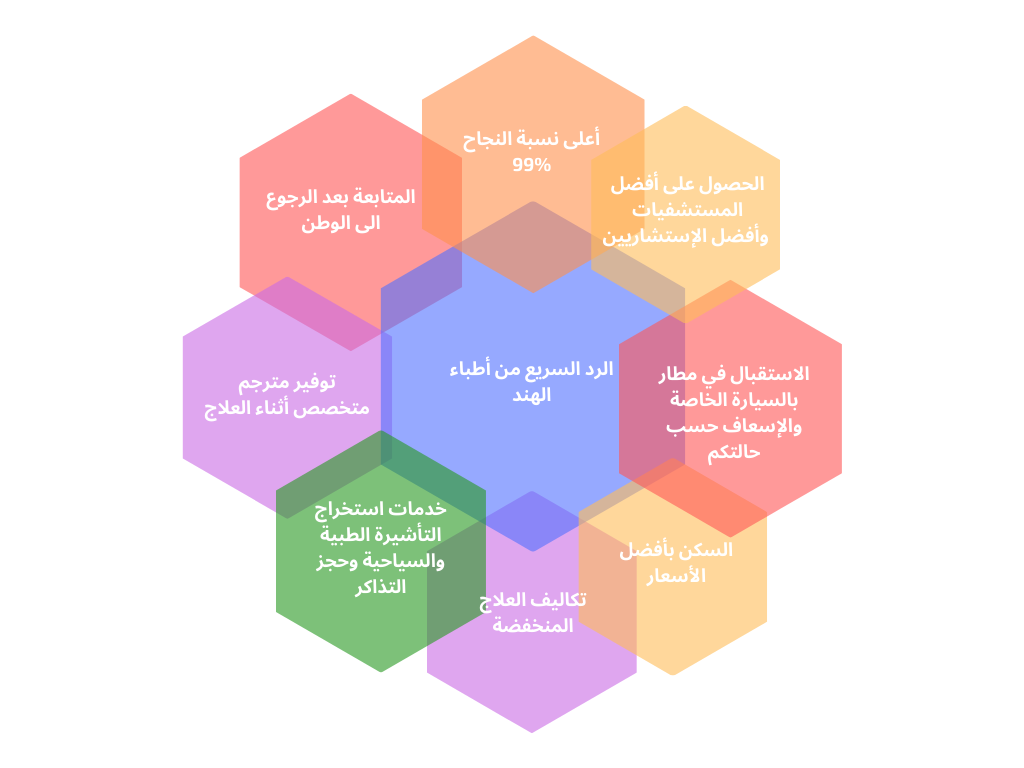 أعلى نسبة النجاح
99%
الحصول على أفضل
المستشفيات
وأفضل الإستشاريين
المتابعة بعد الرجوع
الى الوطن
الرد السريع من أطباء
الهند
الاستقبال في مطار
بالسيارة الخاصة
والإسعاف حسب
حالتكم
توفير مترجم
متخصص أثناء العلاج
خدمات استخراج
التأشيرة الطبية
والسياحية وحجز
التذاكر
السكن بأفضل
الأسعار
تكاليف العلاج
المنخفضة